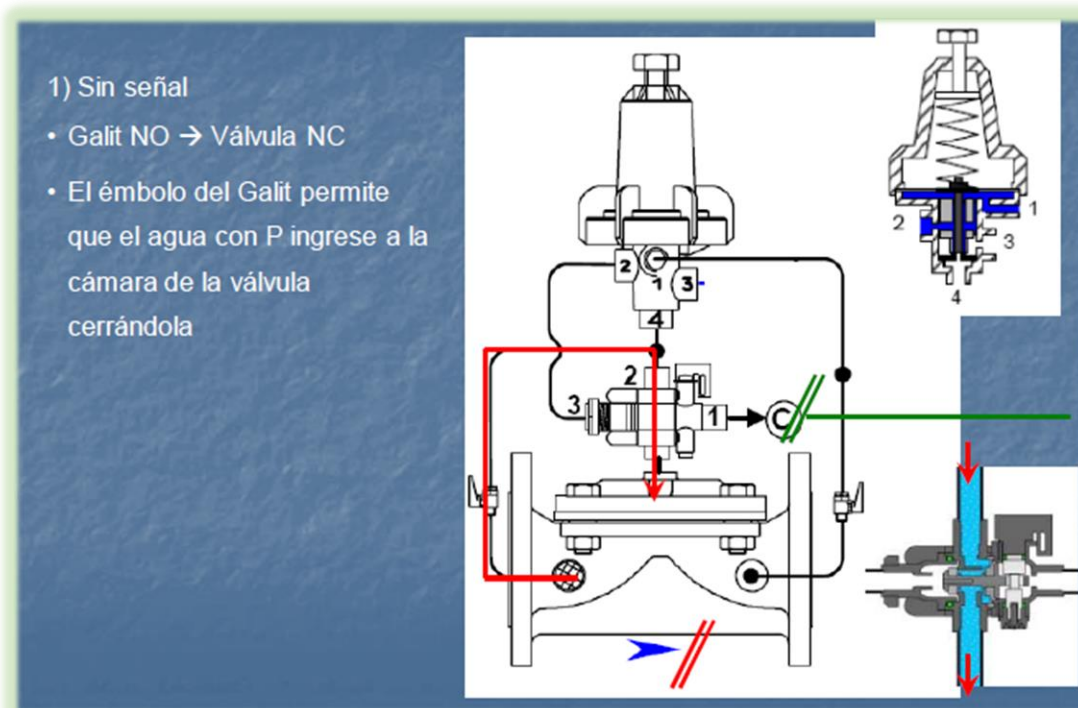 1) Sin señal
• Galit NO → Válvula NC
• El émbolo del Galit permite
que el agua con P ingrese a la
cámara de la válvula
cerrándola
2
1
3
4
2
1
3
4
2
3
1
C